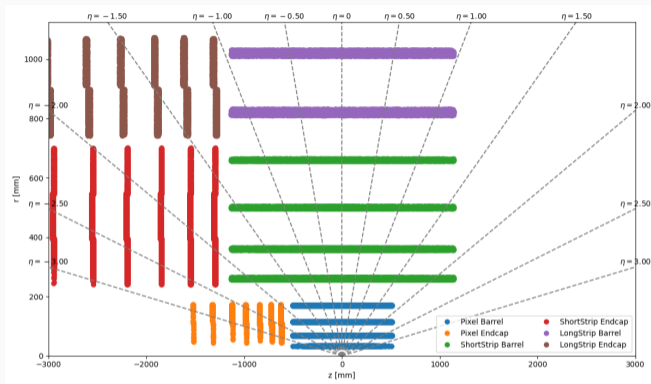 η = −1.50 η = −1.00 η = −0.50 η = 0 η = 0.50 η = 1.00 η = 1.50
1000
η = −2.00 η = 2.00
800
600
η = −2.50 η = 2.50
400
η = −3.00 η = 3.00
200
0
r [mm]
−3000 −2000 −1000 0 1000 2000 3000
z [mm]
Pixel Barrel ShortStrip Endcap
Pixel Endcap LongStrip Barrel
ShortStrip Barrel LongStrip Endcap